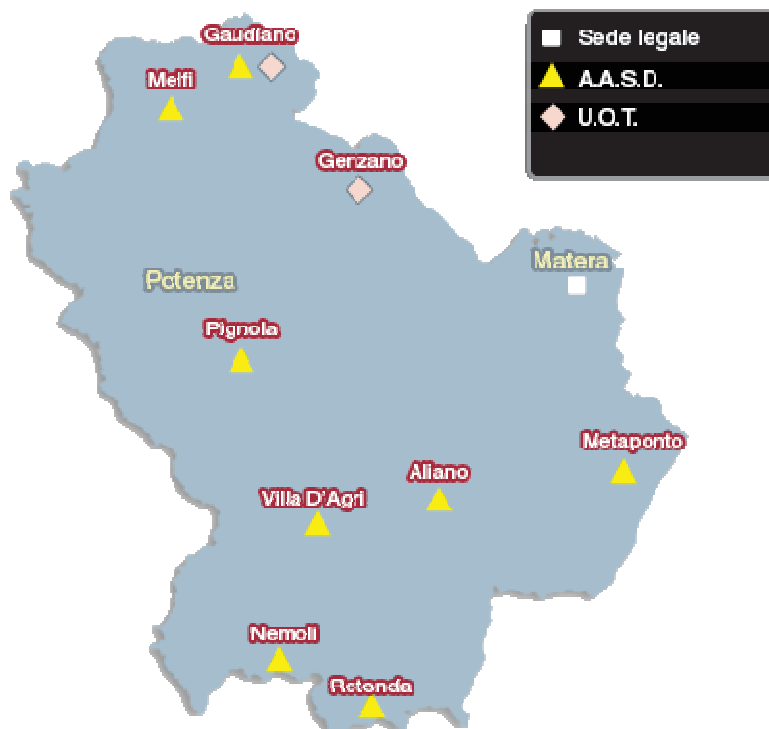 Gaudiano
Melfi
Sede legale
A.A.S.D.
U.O.T.
Genzano
Matera
Potenza
Pignola
Metaponto
Aliano
Villa D'Agri
Nemoli
Rotonda